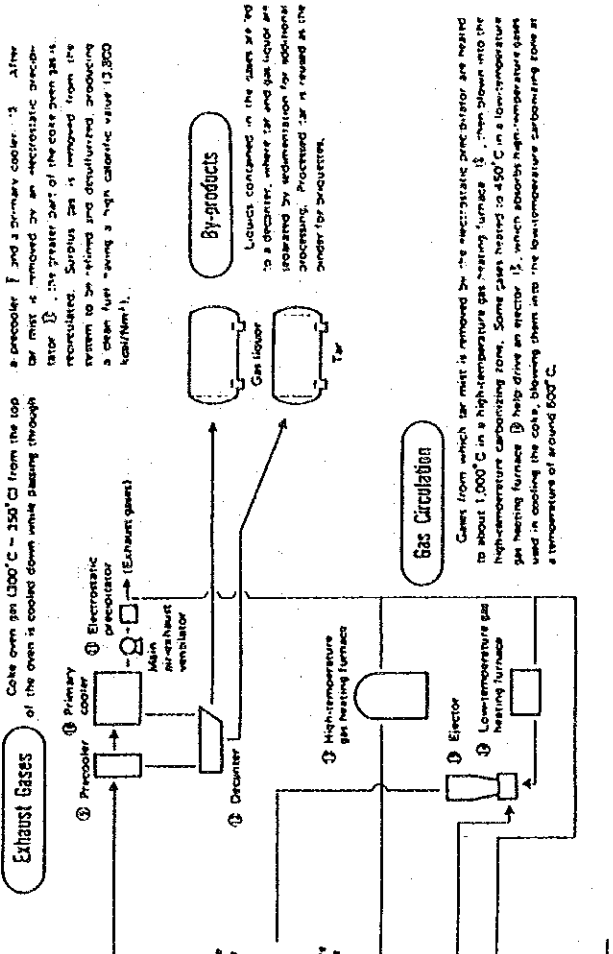 Exhaust Gases
Coke oven gas (300°C ~ 350°C) from the top
of the oven is cooled down while passing through
a precooler and a primary cooler. After
tar mist is removed by an electrostatic precipi-
tator, the greater part of the coke oven gas is
recirculated. Surplus gas is removed from the
system to be refined and desulfurized, producing
a clean fuel having a high calorific value
kcal/Nm³).
⑨ Precooler
⑩ Primary
cooler
⑪ Electrostatic
precipitator
(Exhaust gases)
Main
air-exhaust
ventilator
⑫ Decanter
Gas liquor
Tar
By-products
Liquids contained in the gases are led
to a decanter, where tar and gas liquor are
separated by sedimentation for additional
processing. Processed tar is reused as the
binder for briquettes.
⑬ High-temperature
gas heating furnace
Ejector
Low-temperature gas
heating furnace
Gas Circulation
Gases from which tar mist is removed by the electrostatic precipitator are heated
to about 1,000°C in a high-temperature gas heating furnace, then blown into the
high-temperature carbonizing zone. Some gases heated to 450°C in a low-temperature
gas heating furnace help drive an ejector, which absorbs high-temperature gases
used in cooling the coke, blowing them into the low-temperature carbonizing zone at
a temperature of around 600°C.